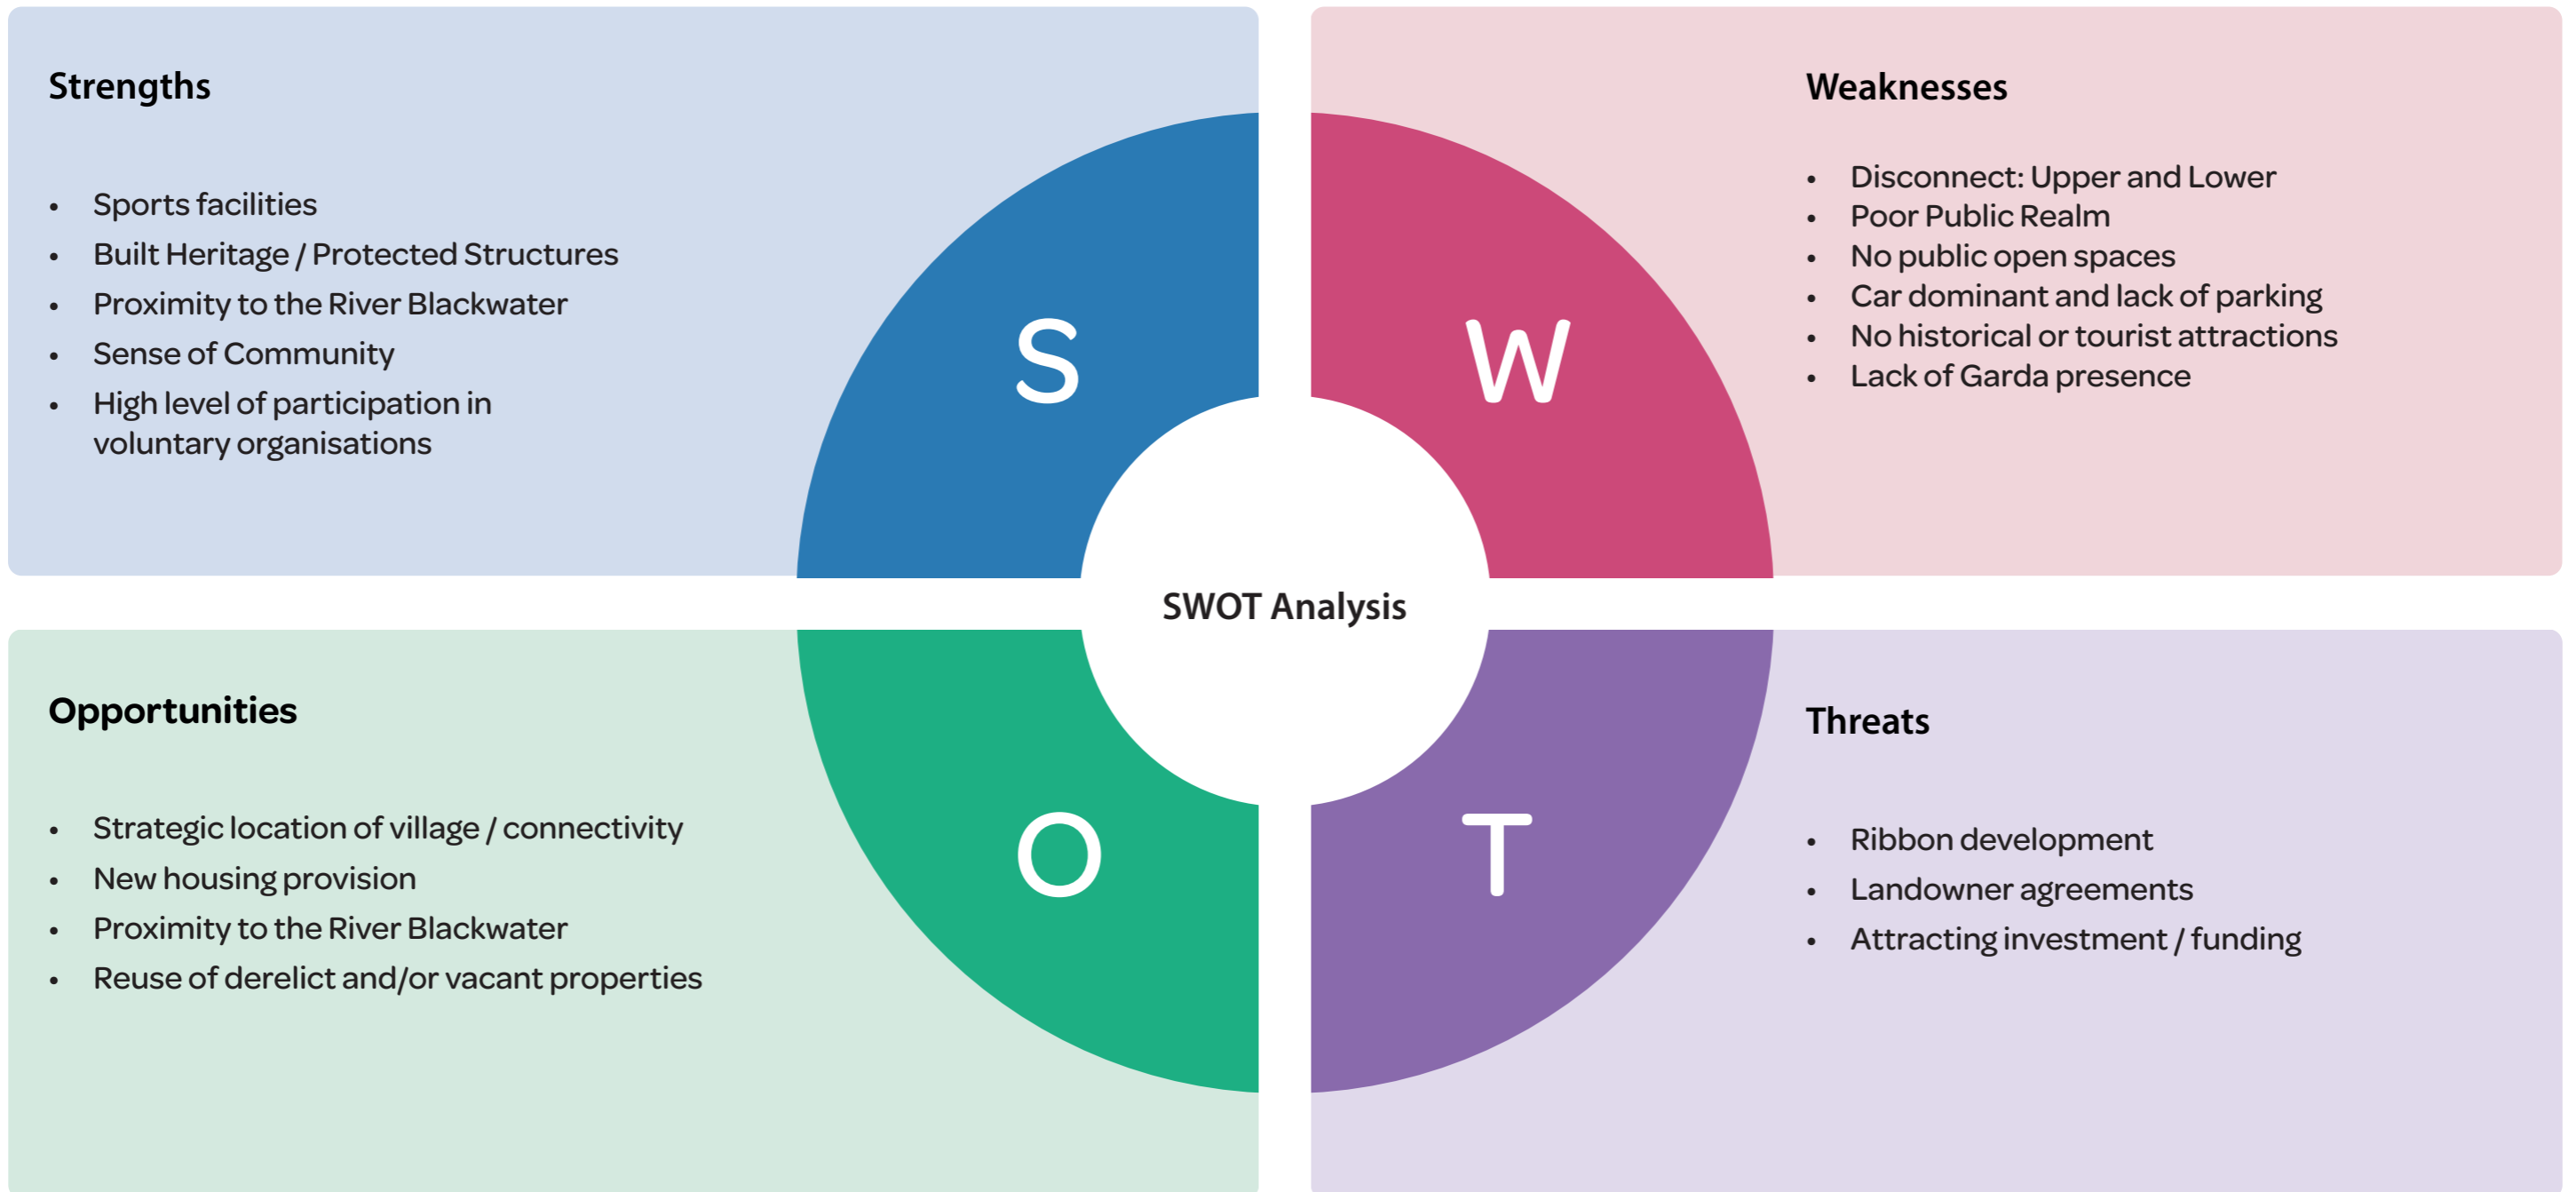 Strengths
• Sports facilities
• Built Heritage / Protected Structures
• Proximity to the River Blackwater
• Sense of Community
• High level of participation in
voluntary organisations
S
Weaknesses
• Disconnect: Upper and Lower
• Poor Public Realm
• No public open spaces
• Car dominant and lack of parking
• No historical or tourist attractions
• Lack of Garda presence
W
SWOT Analysis
Opportunities
• Strategic location of village / connectivity
• New housing provision
• Proximity to the River Blackwater
• Reuse of derelict and/or vacant properties
O
Threats
• Ribbon development
• Landowner agreements
• Attracting investment / funding
T